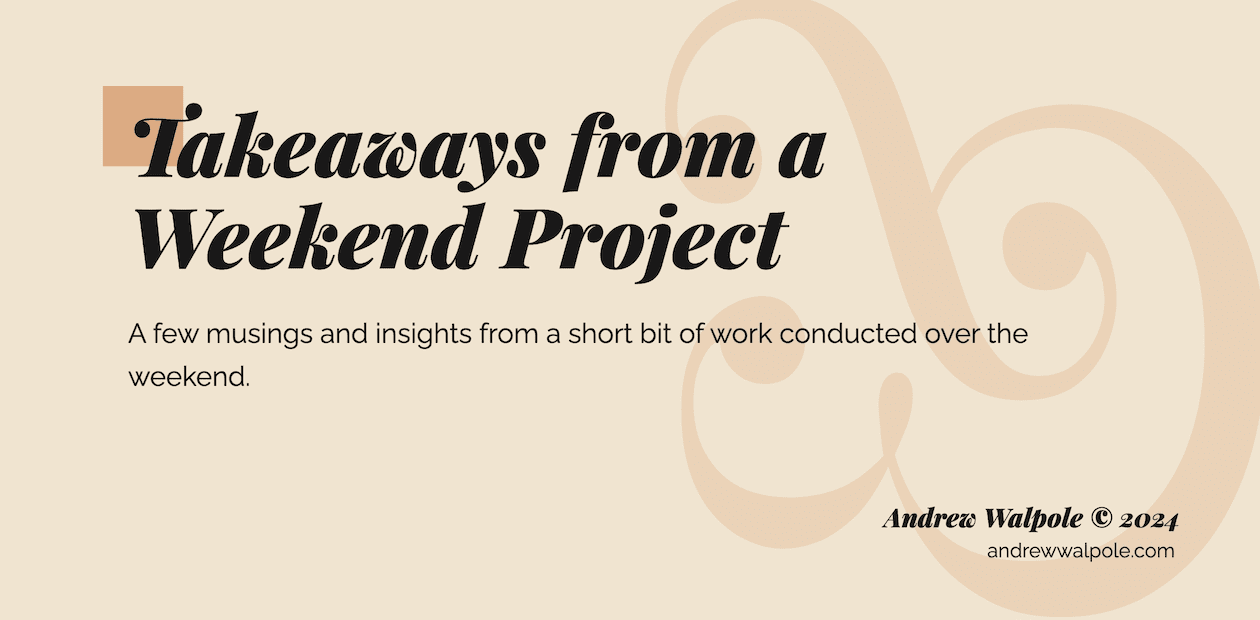 Takeaways from a
Weekend Project
A few musings and insights from a short bit of work conducted over the
weekend.
Andrew Walpole © 2024
andrewwalpole.com